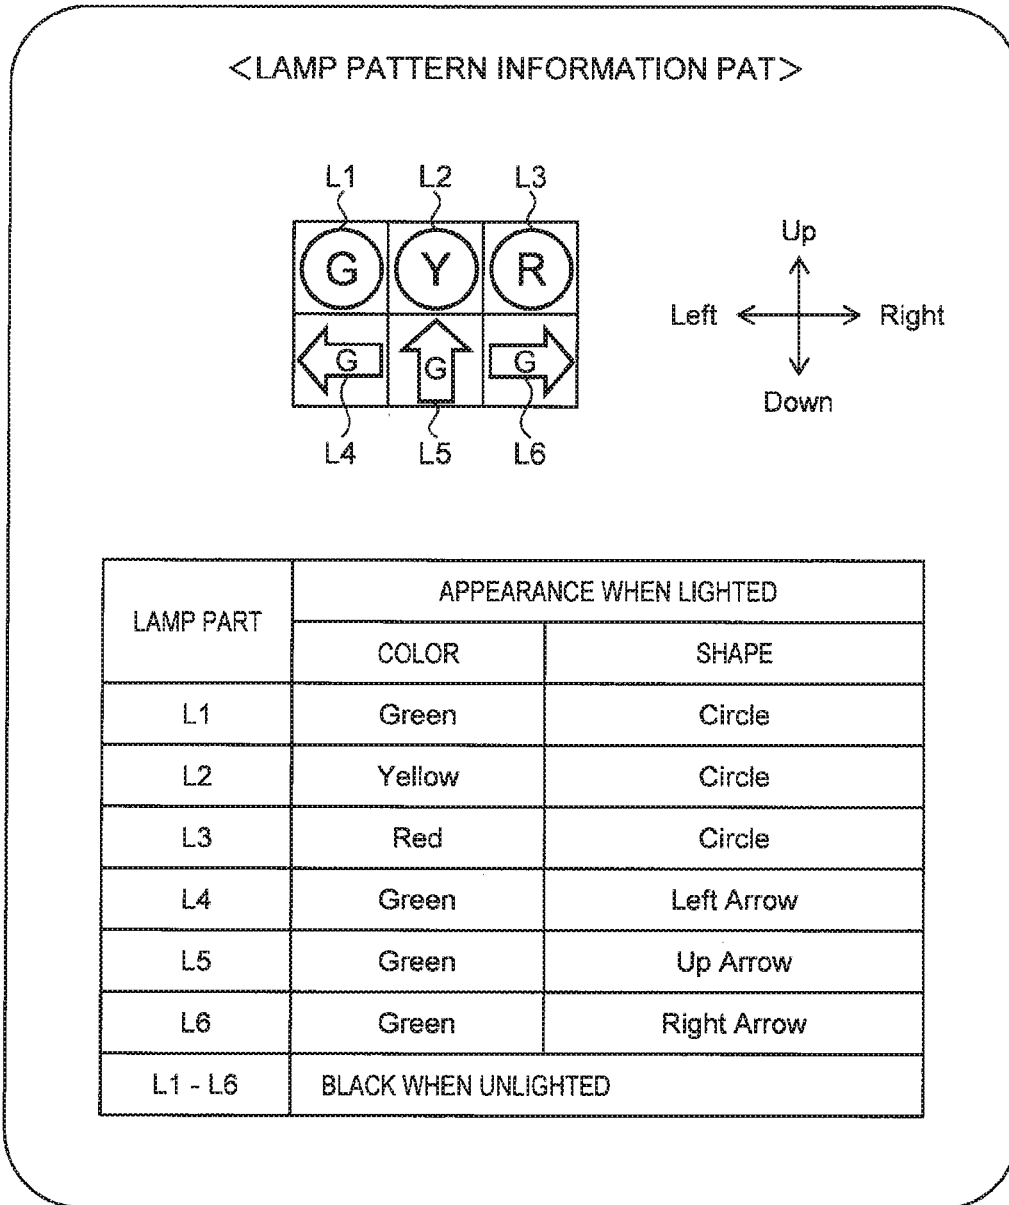 <LAMP PATTERN INFORMATION PAT>
L1 L2 L3
G Y R
G G G
L4 L5 L6
Up
Left Right
Down
LAMP PART APPEARANCE WHEN LIGHTED
COLOR SHAPE
L1 Green Circle
L2 Yellow Circle
L3 Red Circle
L4 Green Left Arrow
L5 Green Up Arrow
L6 Green Right Arrow
L1 - L6 BLACK WHEN UNLIGHTED